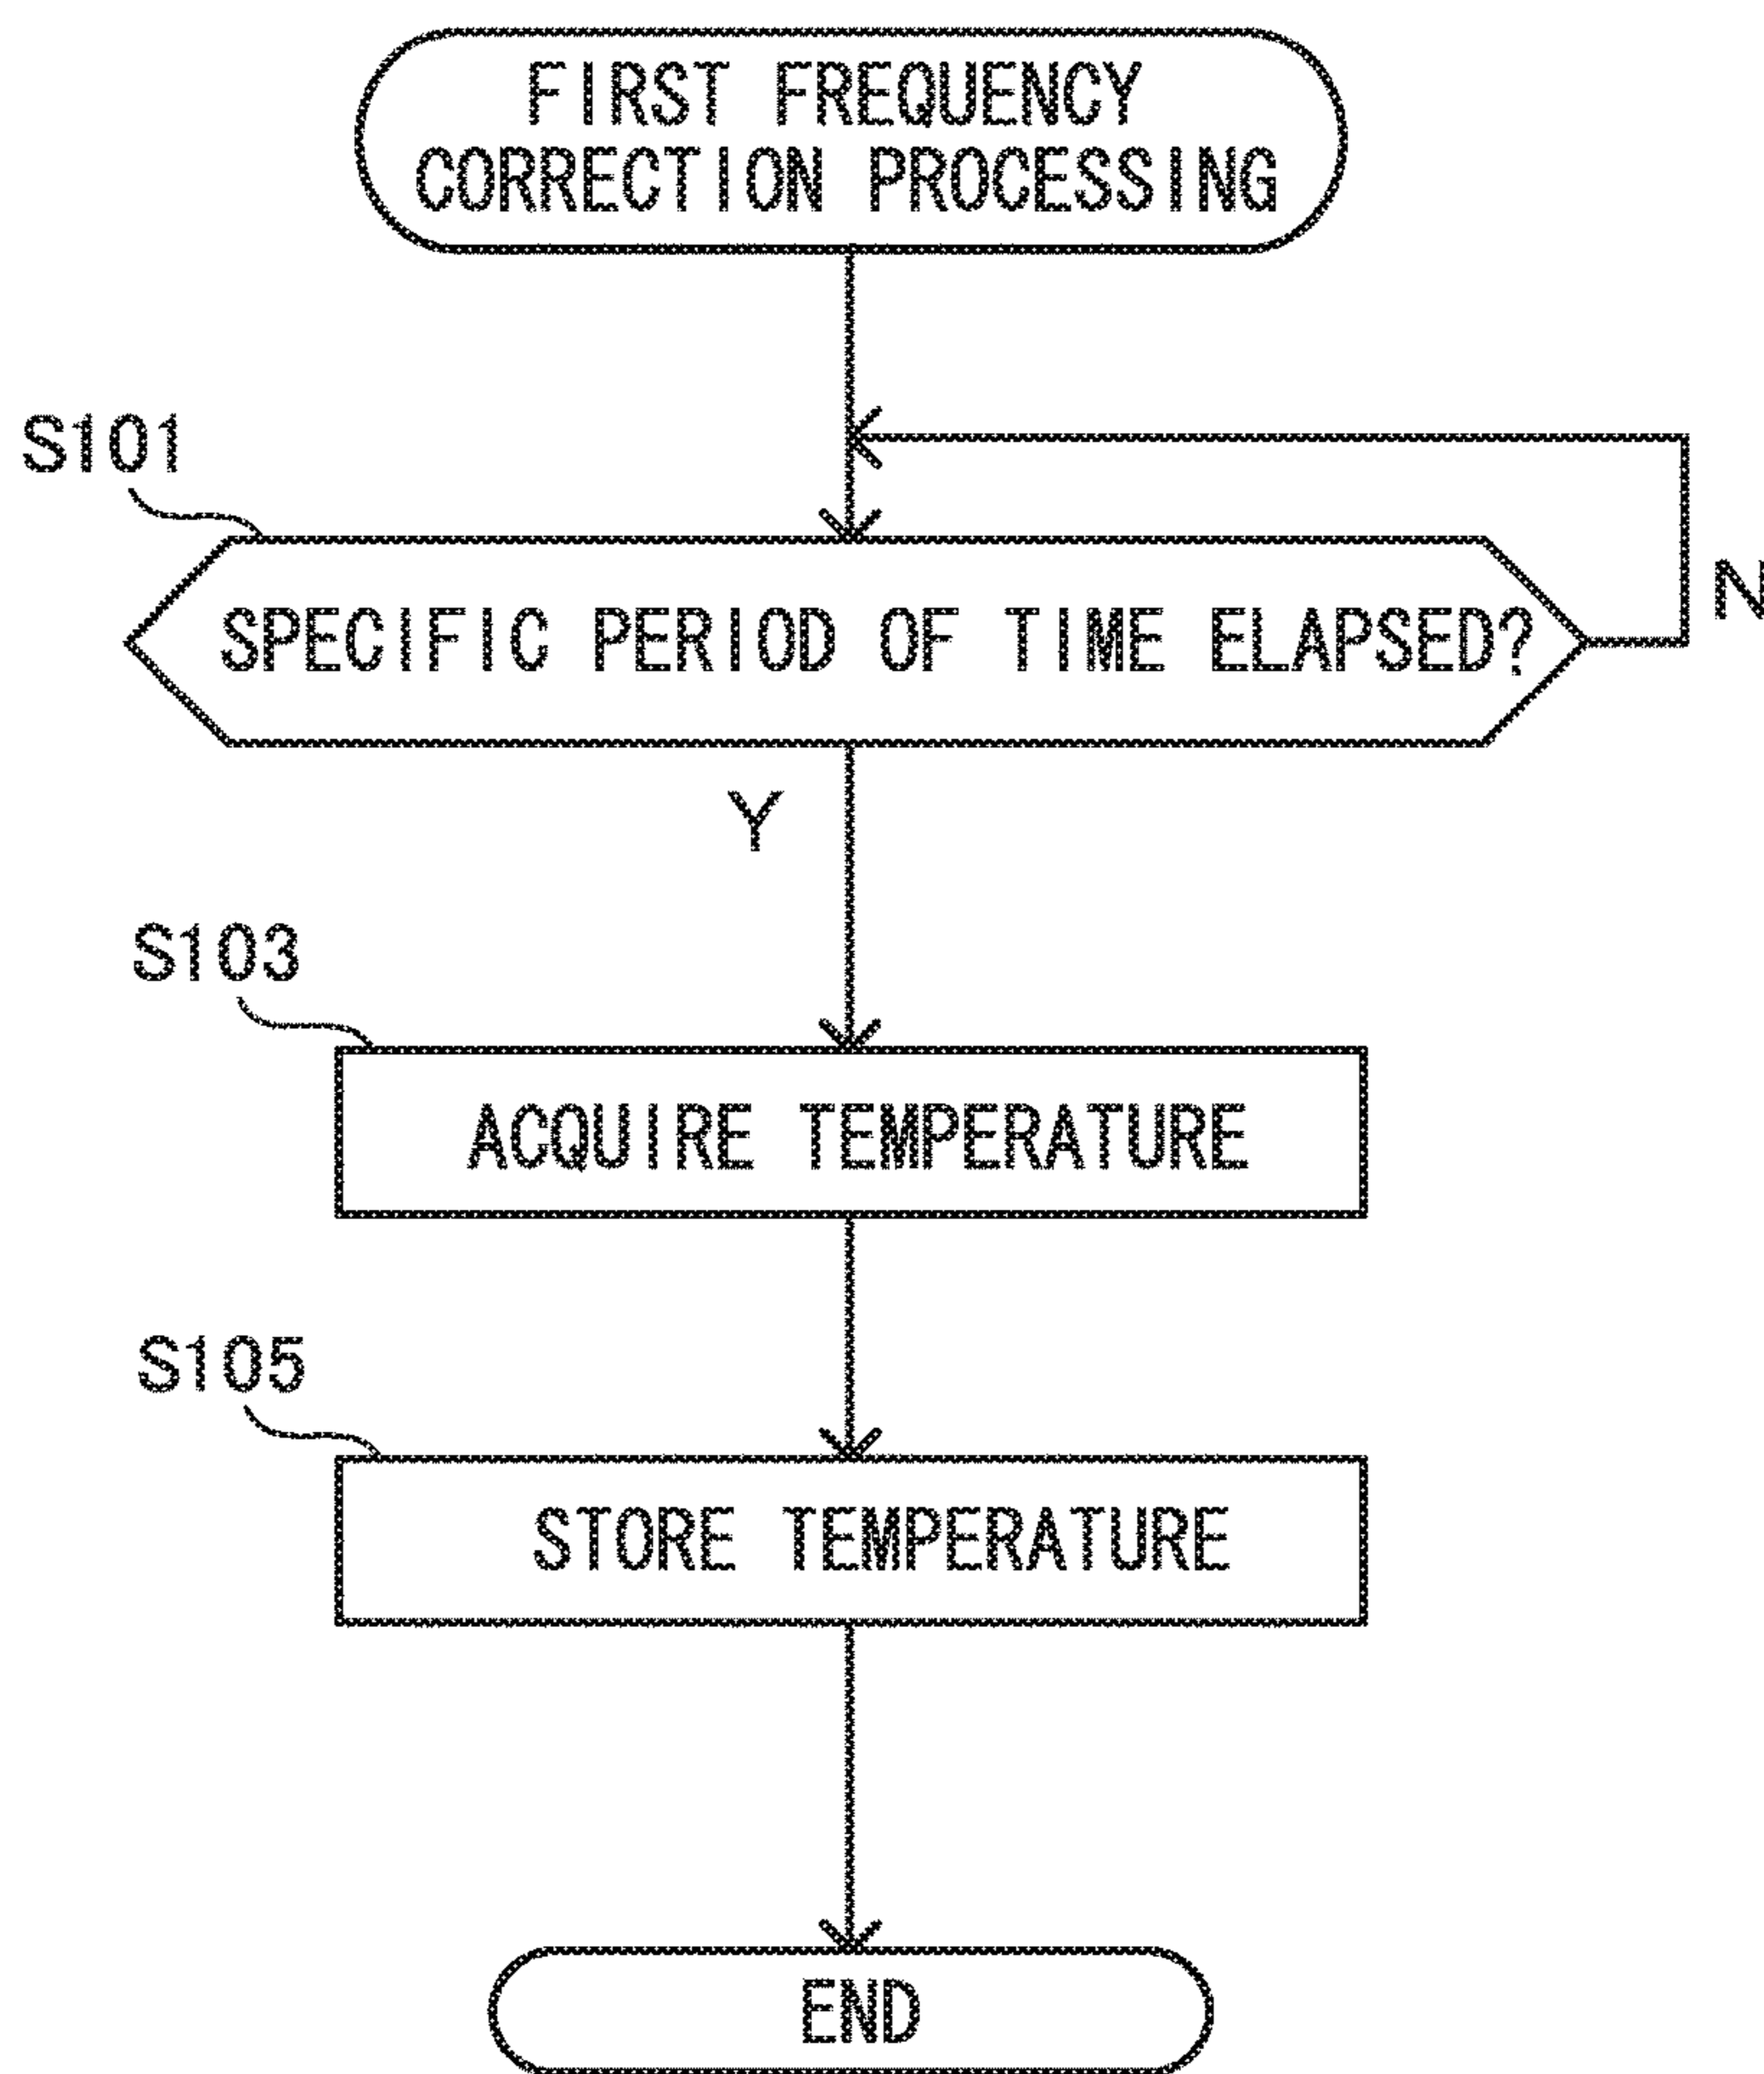 FIRST FREQUENCY
CORRECTION PROCESSING
S101
SPECIFIC PERIOD OF TIME ELAPSED?
N
Y
S103
ACQUIRE TEMPERATURE
S105
STORE TEMPERATURE
END